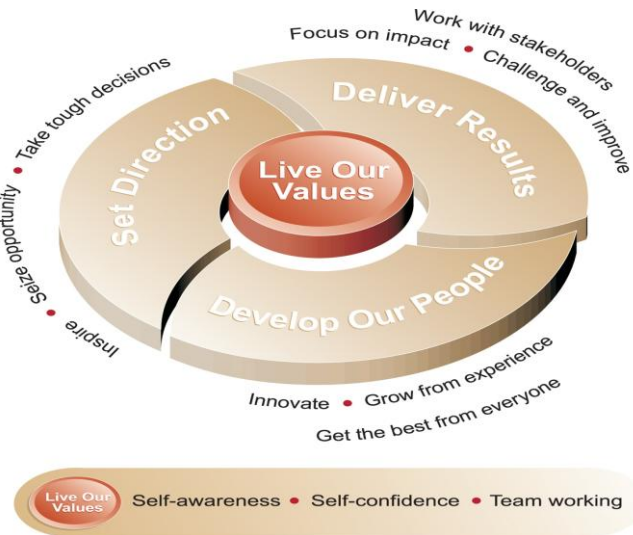 Work with stakeholders
Focus on impact • Challenge and improve
Take tough decisions • Seize opportunity • Inspire
Deliver Results
Set Direction
Live Our
Values
Develop Our People
Innovate • Grow from experience
Get the best from everyone
Live Our
Values
Self-awareness • Self-confidence • Team working